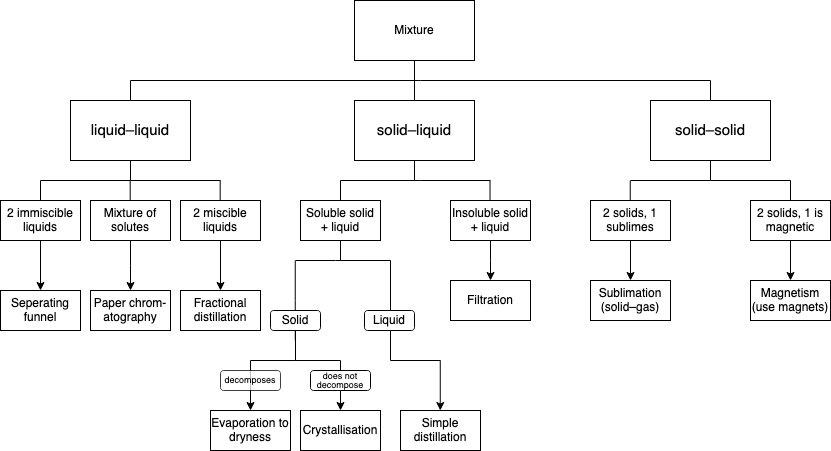 Mixture
liquid–liquid
solid–liquid
solid–solid
2 immiscible
liquids
Mixture of
solutes
2 miscible
liquids
Soluble solid
+ liquid
Insoluble solid
+ liquid
2 solids, 1
sublimes
2 solids, 1 is
magnetic
Seperating
funnel
Paper chrom-
atography
Fractional
distillation
Filtration
Sublimation
(solid–gas)
Magnetism
(use magnets)
Solid
Liquid
decomposes
does not
decompose
Evaporation to
dryness
Crystallisation
Simple
distillation